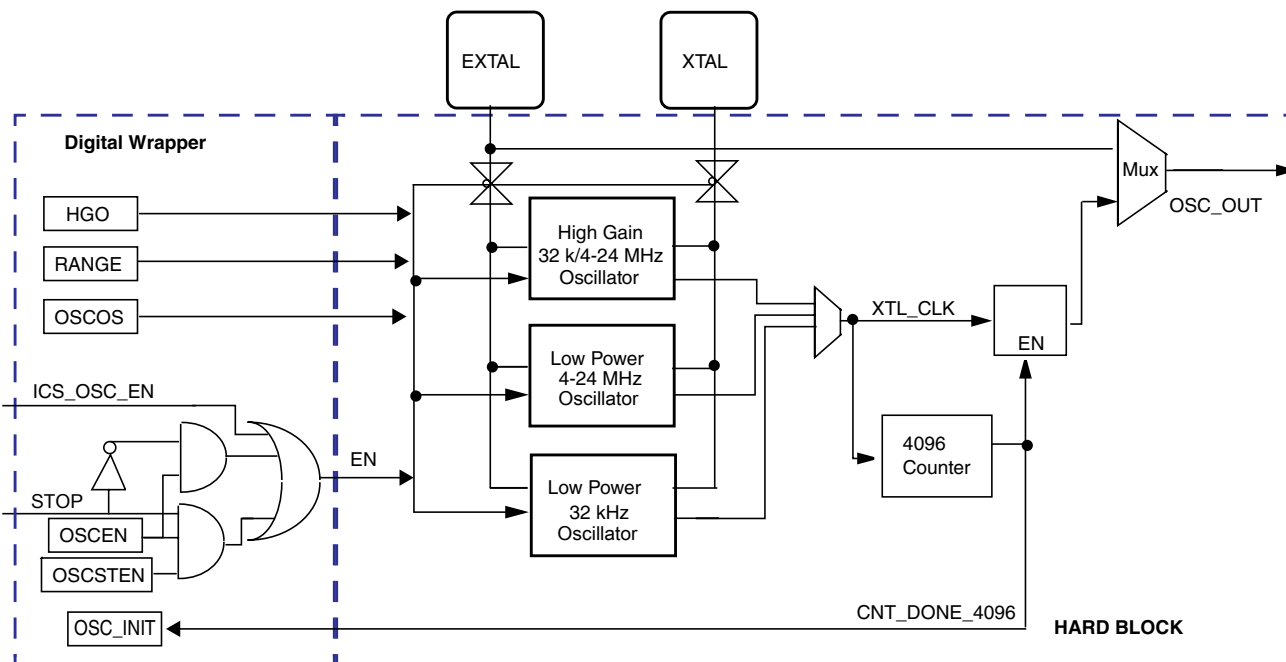 EXTAL
XTAL
Digital Wrapper
Mux
OSC_OUT
HGO
RANGE
OSCOS
High Gain
32 k/4-24 MHz
Oscillator
XTL_CLK
EN
Low Power
4-24 MHz
Oscillator
ICS_OSC_EN
4096
Counter
EN
STOP
OSCEN
OSCSTEN
Low Power
32 kHz
Oscillator
OSC_INIT
CNT_DONE_4096
HARD BLOCK